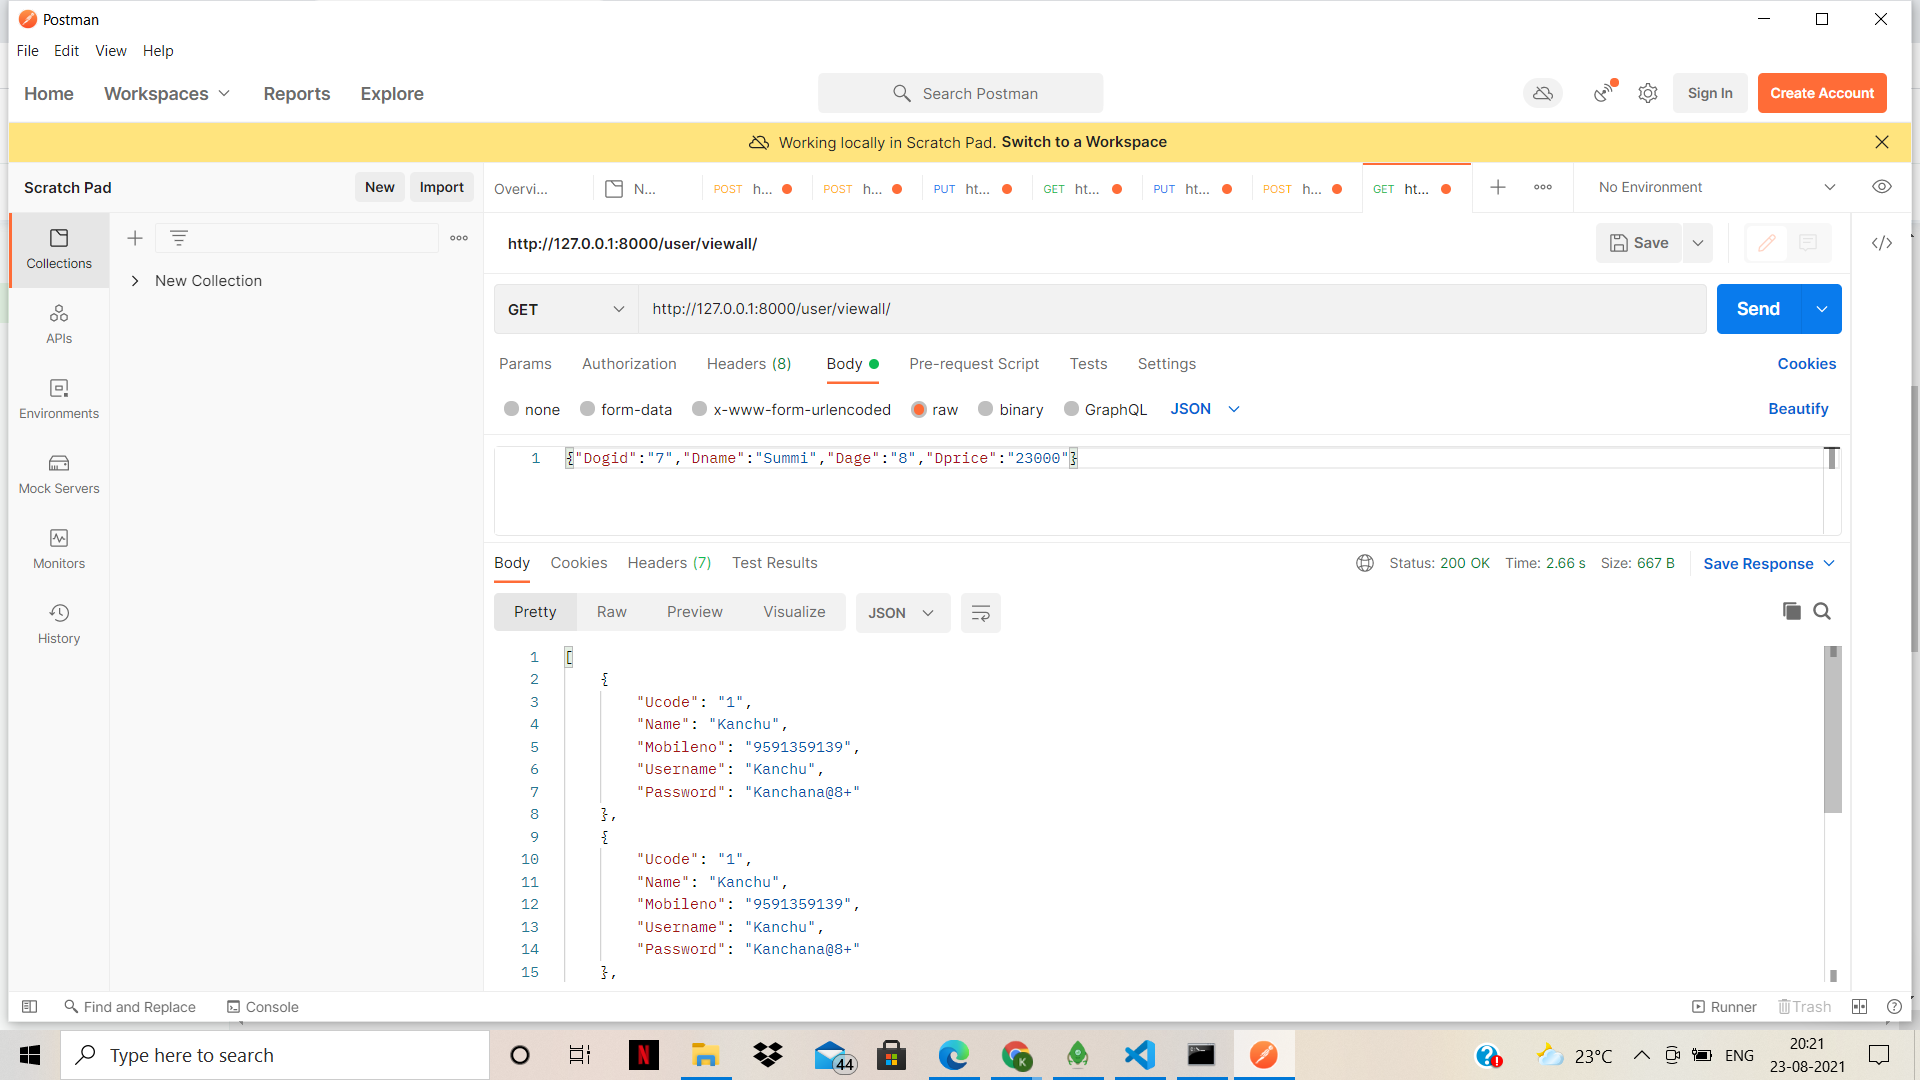 Postman
File Edit View Help
Home Workspaces Reports Explore Search Postman Sign In Create Account
Working locally in Scratch Pad. Switch to a Workspace
Scratch Pad New Import Overvi... N... POST h... POST h... PUT ht... GET ht... PUT ht... POST h... GET ht... No Environment
http://127.0.0.1:8000/user/viewall/ Save
Collections
New Collection
APIs
Environments
Mock Servers
Monitors
History
GET http://127.0.0.1:8000/user/viewall/ Send
Params Authorization Headers (8) Body Pre-request Script Tests Settings Cookies
none form-data x-www-form-urlencoded raw binary GraphQL JSON Beautify
1 {"Dogid":"7","Dname":"Summi","Dage":"8","Dprice":"23000"}
Body Cookies Headers (7) Test Results Status: 200 OK Time: 2.66 s Size: 667 B Save Response
Pretty Raw Preview Visualize JSON
1 [
2 {
3 "Ucode": "1",
4 "Name": "Kanchu",
5 "Mobileno": "9591359139",
6 "Username": "Kanchu",
7 "Password": "Kanchana@8+"
8 },
9 {
10 "Ucode": "1",
11 "Name": "Kanchu",
12 "Mobileno": "9591359139",
13 "Username": "Kanchu",
14 "Password": "Kanchana@8+"
15 },
Find and Replace Console Runner Trash
Type here to search 44 K 23°C ENG 20:21
23-08-2021